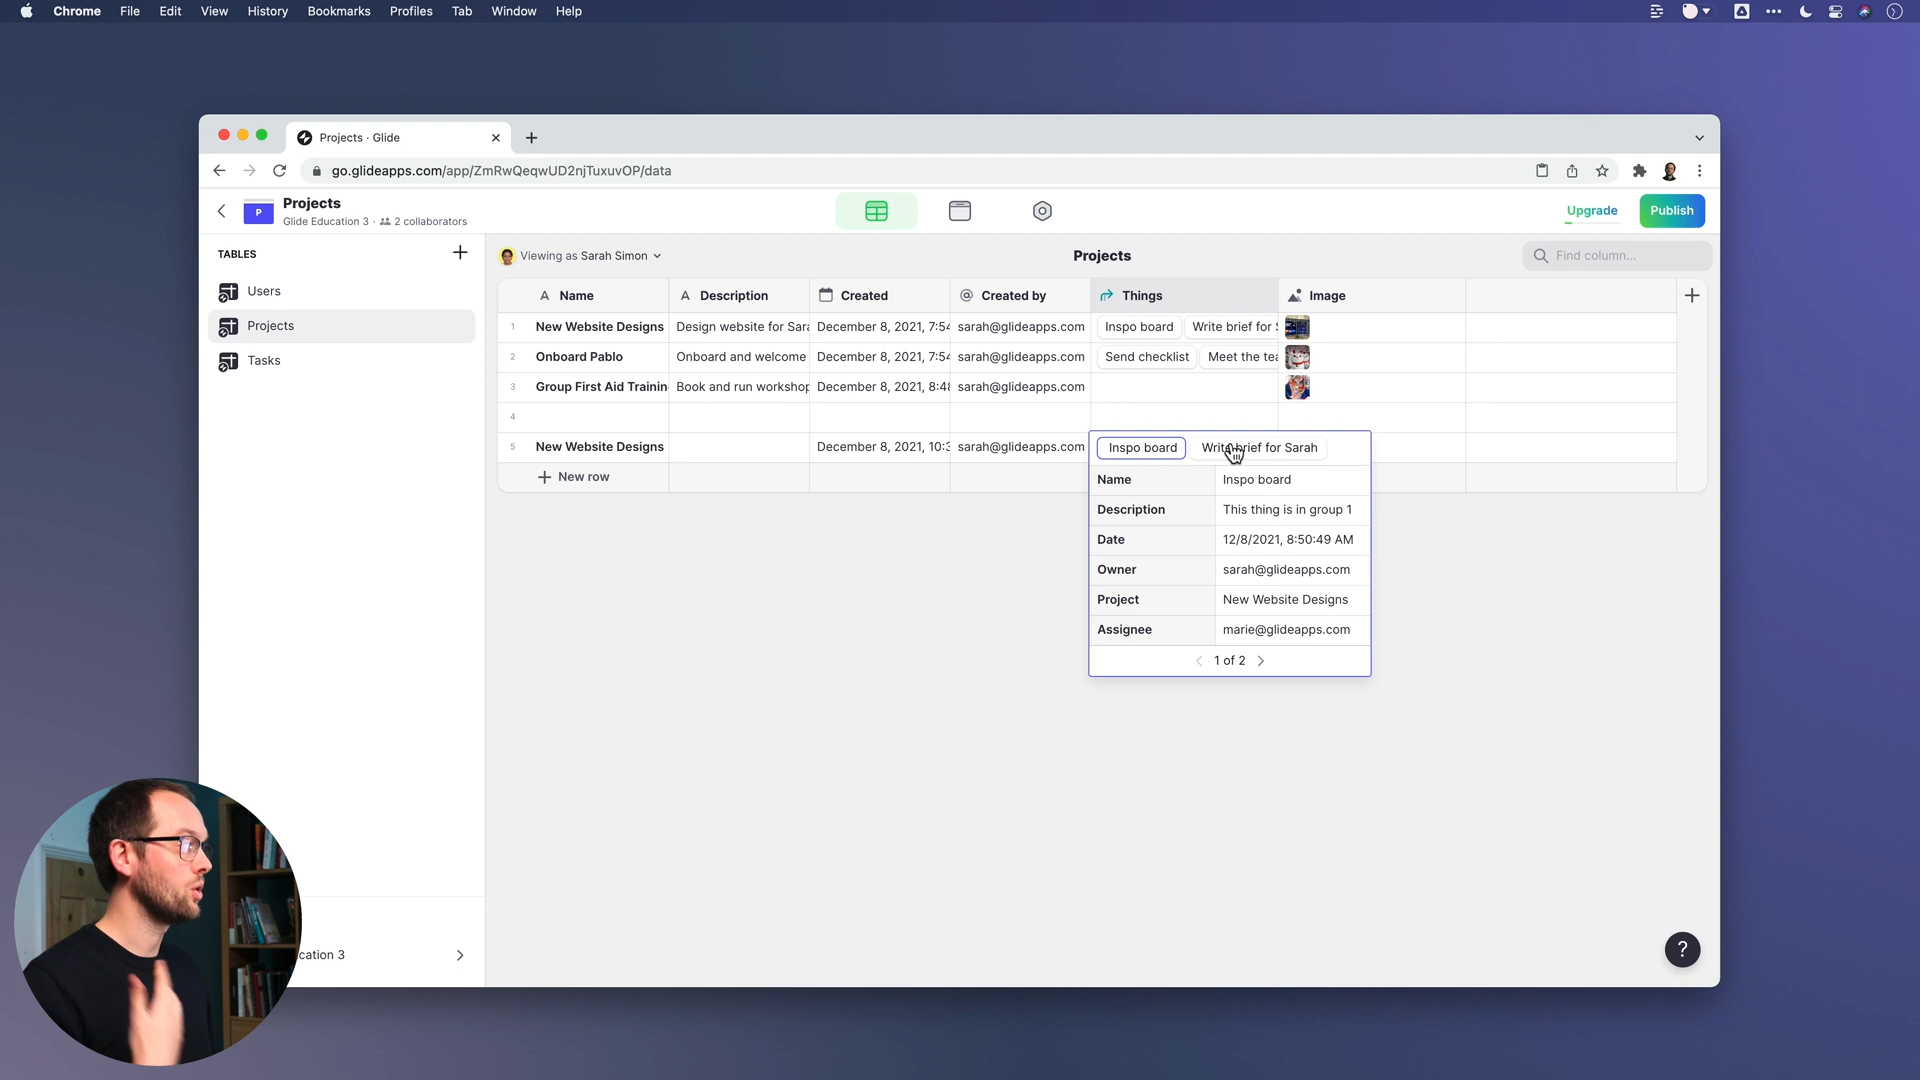 Chrome File Edit View History Bookmarks Profiles Tab Window Help
Projects · Glide
go.glideapps.com/app/ZmRwQeqwUD2njTuxuvOP/data
P
Projects
Glide Education 3 · 2 collaborators
Upgrade
Publish
TABLES
Users
Projects
Tasks
cation 3
Viewing as Sarah Simon
Projects
Find column...
Name Description Created Created by Things Image
1 New Website Designs Design website for Sara December 8, 2021, 7:54 sarah@glideapps.com Inspo board Write brief for S
2 Onboard Pablo Onboard and welcome December 8, 2021, 7:54 sarah@glideapps.com Send checklist Meet the tea
3 Group First Aid Trainin Book and run workshop December 8, 2021, 8:48 sarah@glideapps.com
4
5 New Website Designs December 8, 2021, 10:3 sarah@glideapps.com Inspo board Write brief for Sarah
New row
Name Inspo board
Description This thing is in group 1
Date 12/8/2021, 8:50:49 AM
Owner sarah@glideapps.com
Project New Website Designs
Assignee marie@glideapps.com
1 of 2
?